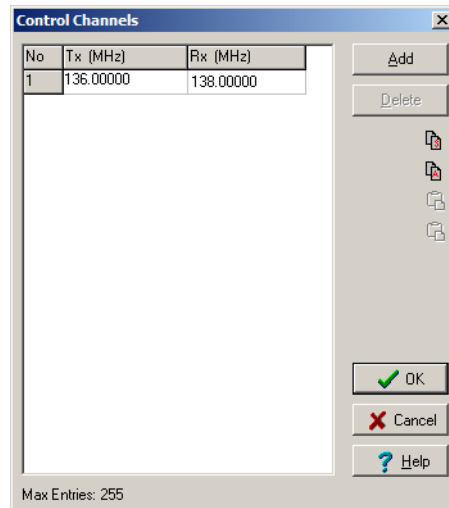 Control Channels
No Tx (MHz) Rx (MHz)
1 136.00000 138.00000
Add
Delete
OK
Cancel
? Help
Max Entries: 255